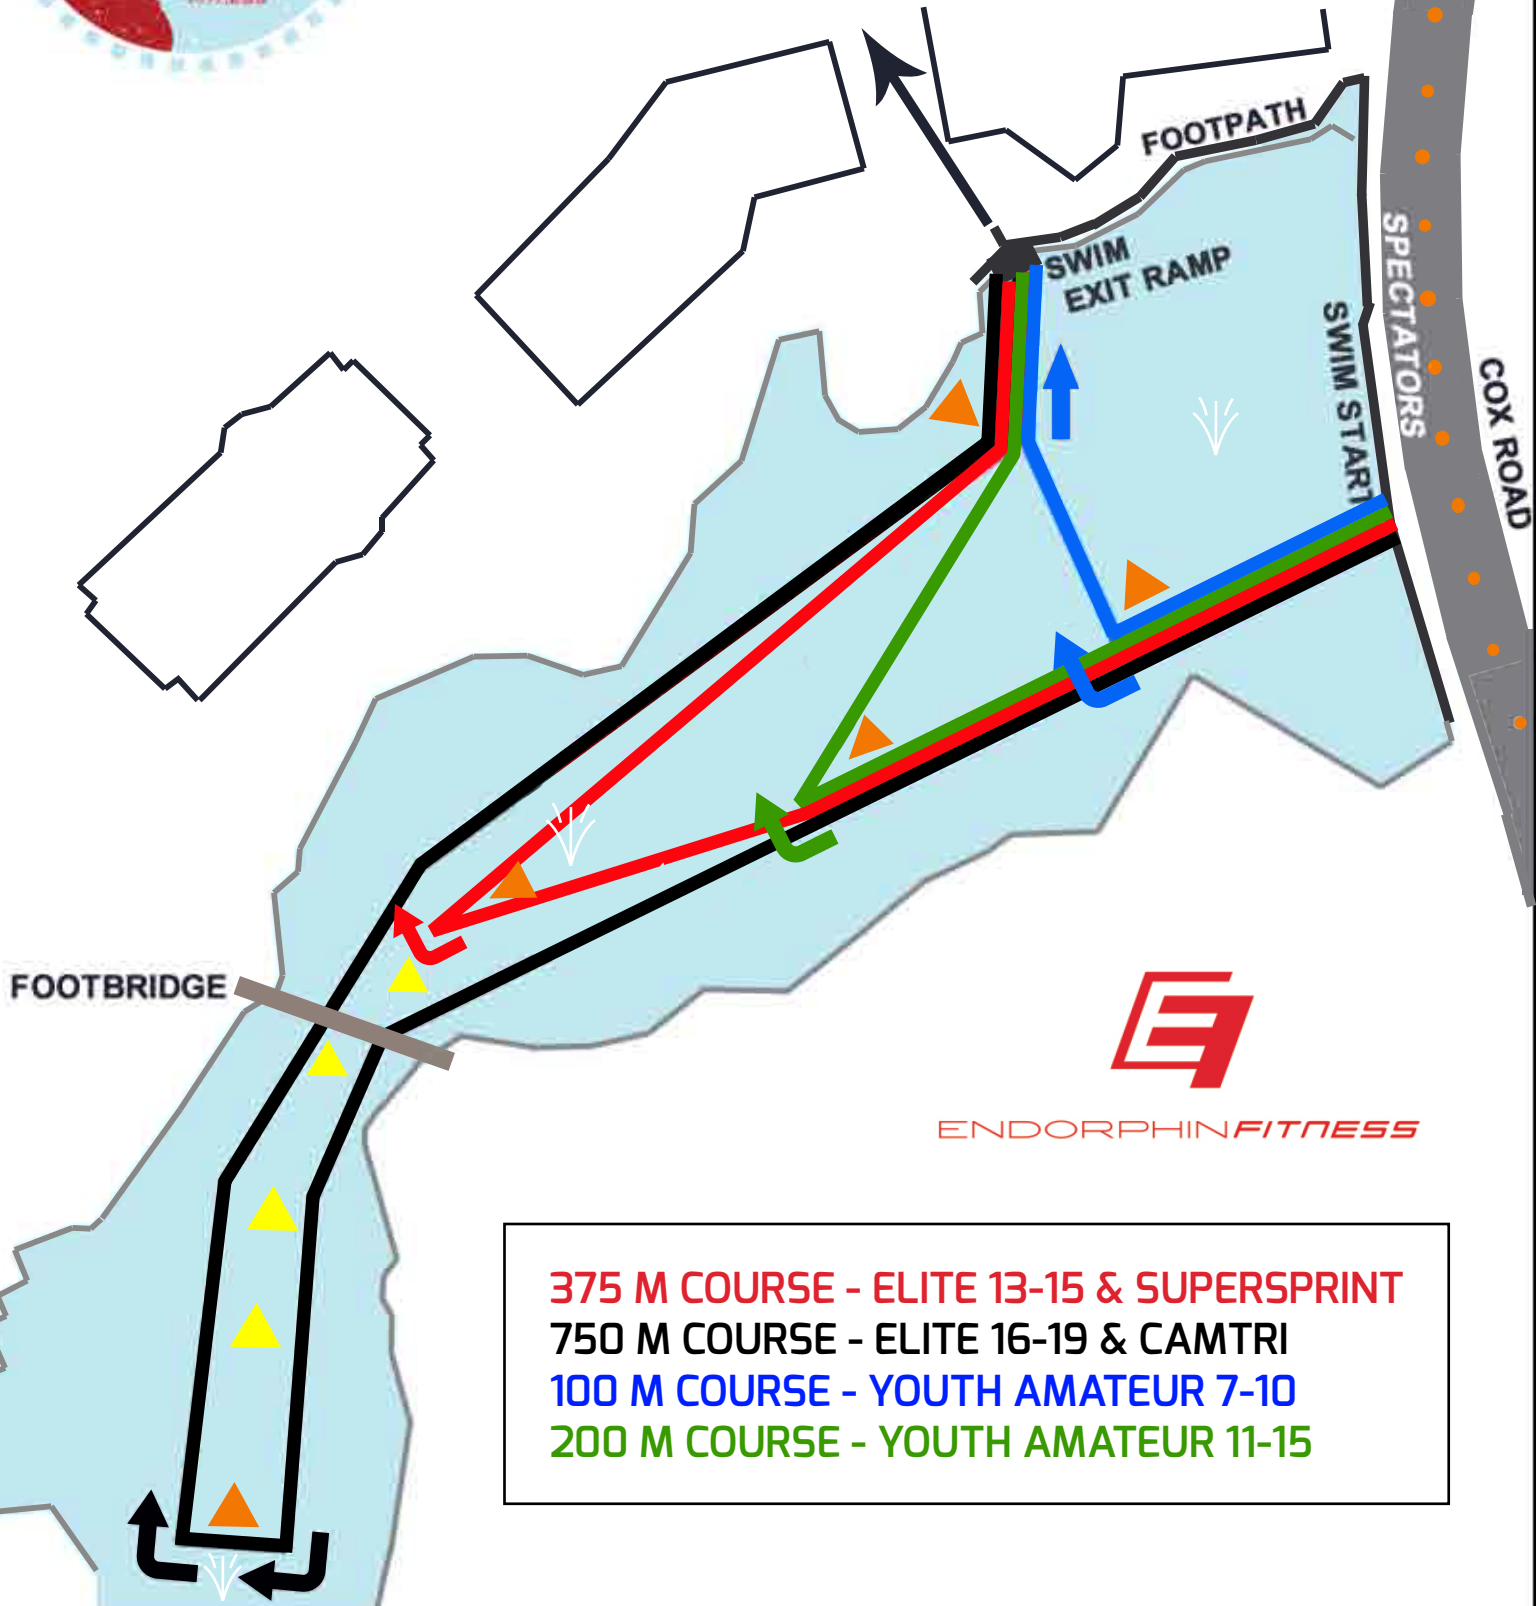 FITNESS
FOOTPATH
SWIM
EXIT RAMP
SPECTATORS
SWIM START
COX ROAD
FOOTBRIDGE
ENDORPHINFITNESS
375 M COURSE - ELITE 13-15 & SUPERSPRINT
750 M COURSE - ELITE 16-19 & CAMTRI
100 M COURSE - YOUTH AMATEUR 7-10
200 M COURSE - YOUTH AMATEUR 11-15